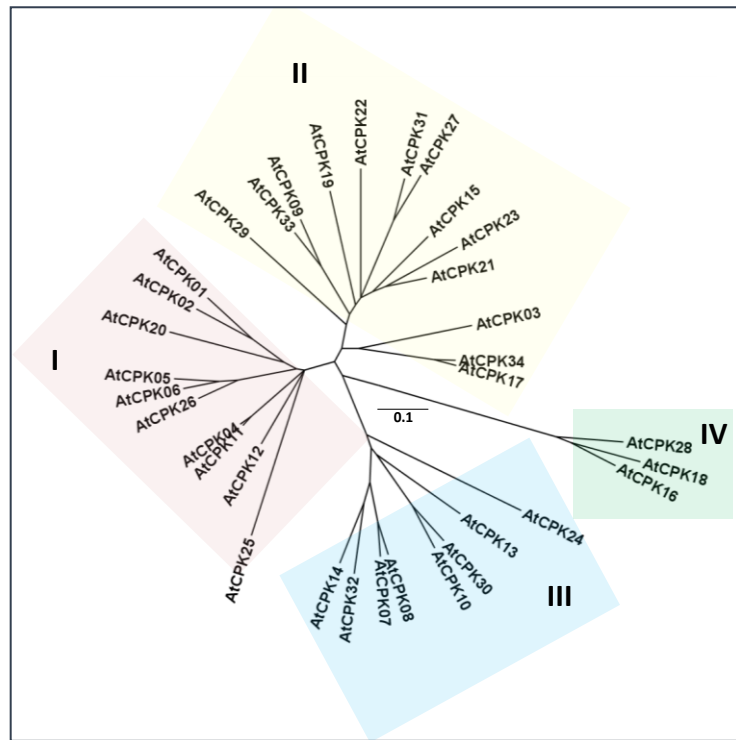 II
AtCPK22
AtCPK31
AtCPK27
AtCPK19
AtCPK09
AtCPK33
AtCPK29
AtCPK15
AtCPK23
AtCPK21
AtCPK03
AtCPK34
AtCPK17
I
AtCPK01
AtCPK02
AtCPK20
AtCPK05
AtCPK06
AtCPK26
AtCPK04
AtCPK11
AtCPK12
AtCPK25
0.1
IV
AtCPK28
AtCPK18
AtCPK16
III
AtCPK24
AtCPK13
AtCPK30
AtCPK10
AtCPK08
AtCPK07
AtCPK32
AtCPK14